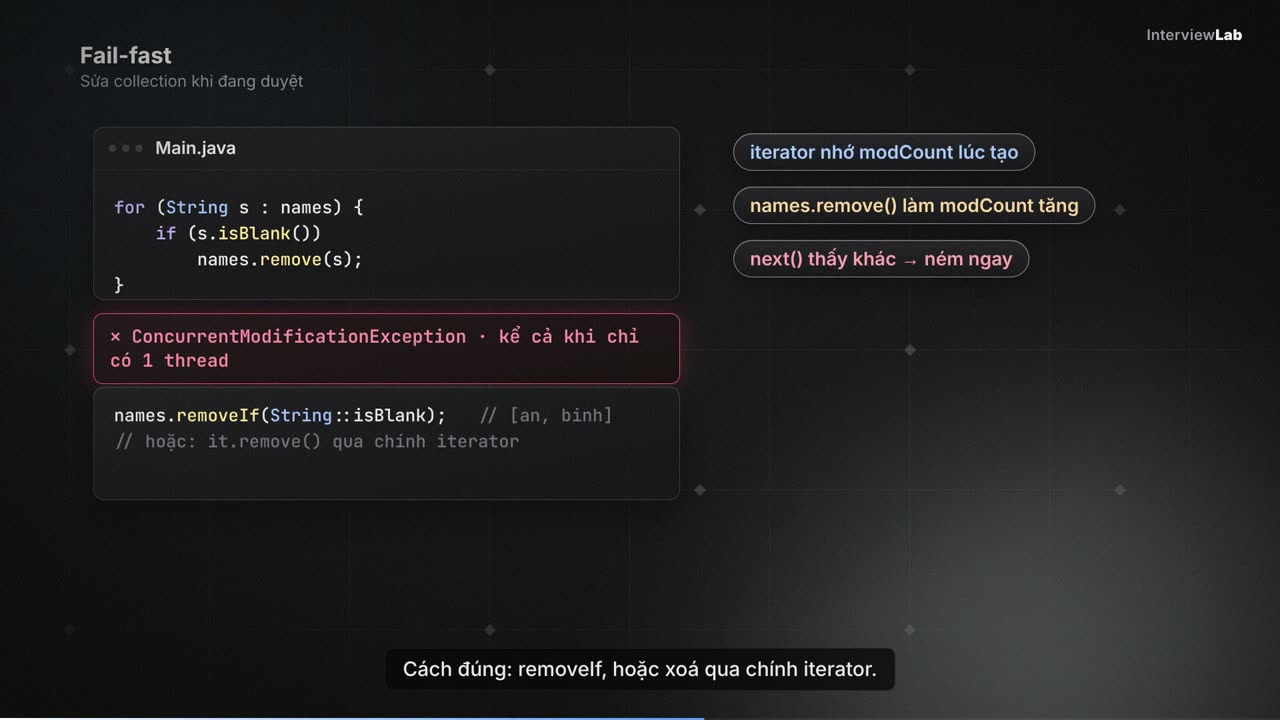 InterviewLab
Fail-fast
Sửa collection khi đang duyệt
Main.java
for (String s : names) {
    if (s.isBlank())
        names.remove(s);
}
× ConcurrentModificationException · kể cả khi chỉ
có 1 thread
names.removeIf(String::isBlank);   // [an, binh]
// hoặc: it.remove() qua chính iterator
iterator nhớ modCount lúc tạo
names.remove() làm modCount tăng
next() thấy khác → ném ngay
Cách đúng: removeIf, hoặc xoá qua chính iterator.